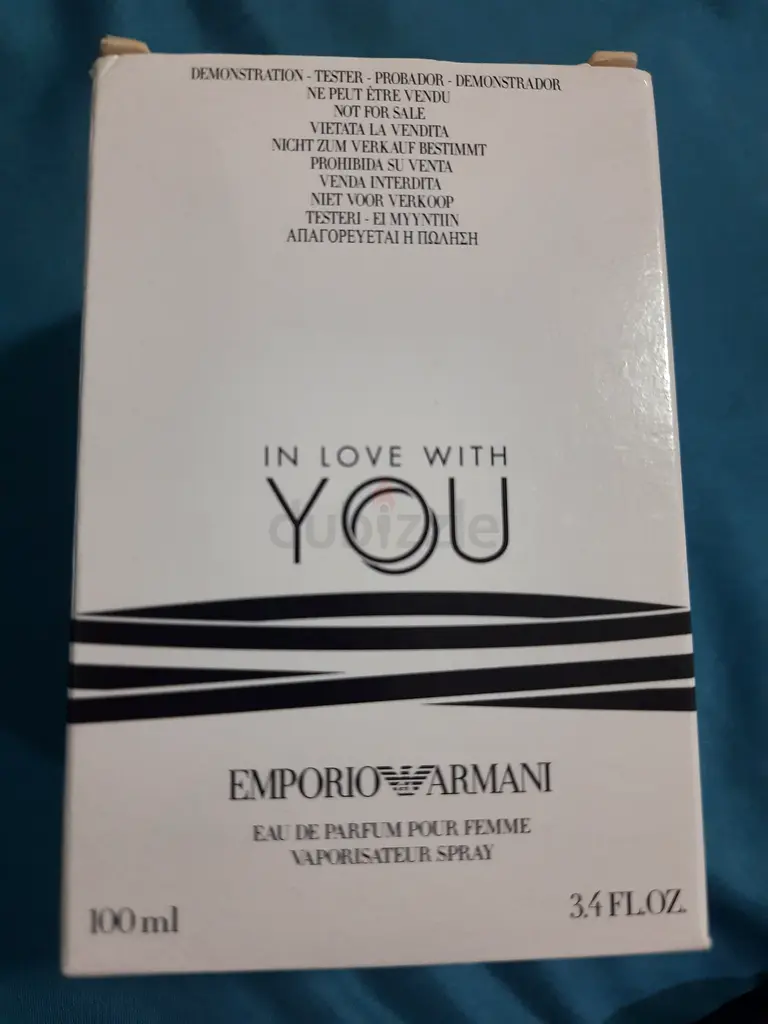 DEMONSTRATION - TESTER - PROBADOR - DEMONSTRADOR
NE PEUT ÊTRE VENDU
NOT FOR SALE
VIETATA LA VENDITA
NICHT ZUM VERKAUF BESTIMMT
PROHIBIDA SU VENTA
VENDA INTERDITA
NIET VOOR VERKOOP
TESTERI - EI MYYNTIIN
ΑΠΑΓΟΡΕΥΕΤΑΙ Η ΠΩΛΗΣΗ
IN LOVE WITH
YOU
dubizzle
EMPORIO ARMANI
EAU DE PARFUM POUR FEMME
VAPORISATEUR SPRAY
100 ml
3.4 FL.OZ.